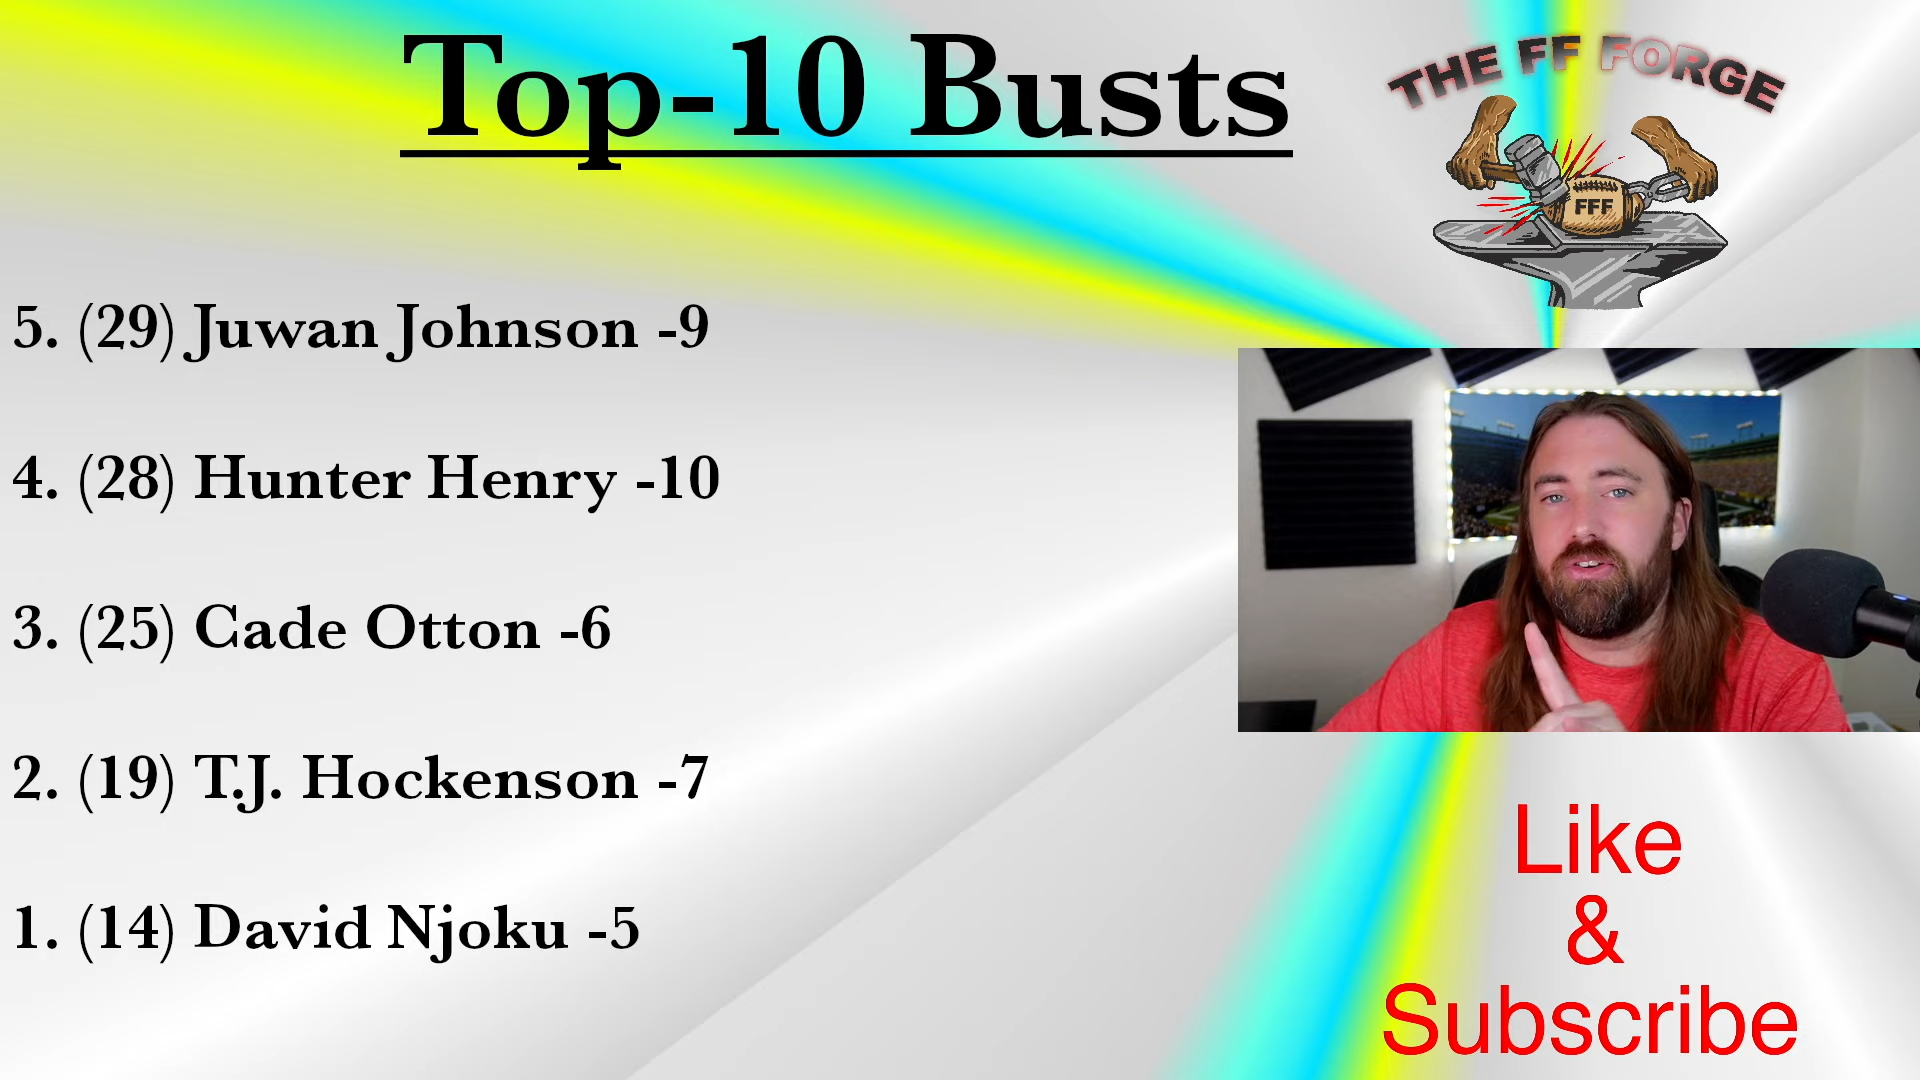 Top-10 Busts
THE FF FORGE
FFF
5. (29) Juwan Johnson -9
4. (28) Hunter Henry -10
3. (25) Cade Otton -6
2. (19) T.J. Hockenson -7
1. (14) David Njoku -5
Like
&
Subscribe